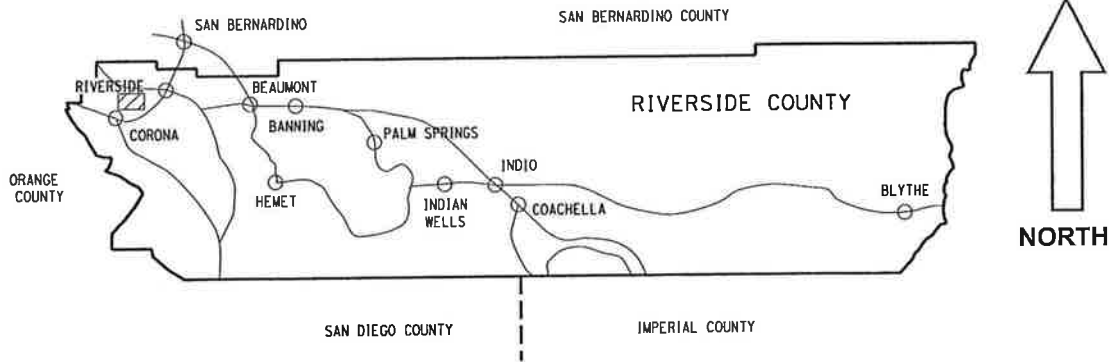 SAN BERNARDINO COUNTY
SAN BERNARDINO
RIVERSIDE
BEAUMONT
RIVERSIDE COUNTY
BANNING
CORONA
PALM SPRINGS
ORANGE
COUNTY
HEMET
INDIAN
WELLS
INDIO
COACHELLA
BLYTHE
NORTH
SAN DIEGO COUNTY
IMPERIAL COUNTY